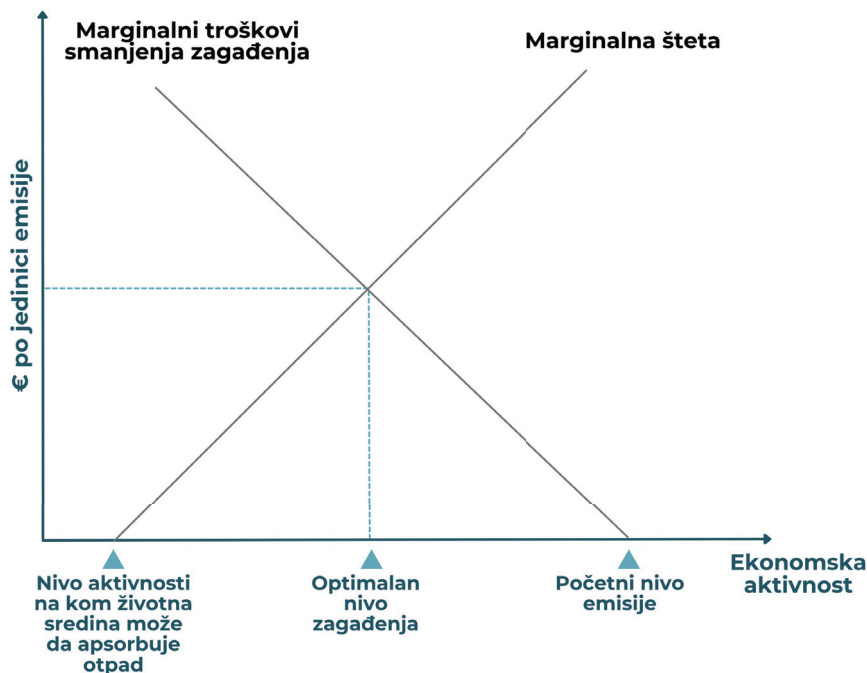 Marginalni troškovi
smanjenja zagađenja
Marginalna šteta
€ po jedinici emisije
Ekonomska
aktivnost
Nivo aktivnosti
na kom životna
sredina može
da apsorbuje
otpad
Optimalan
nivo
zagađenja
Početni nivo
emisije